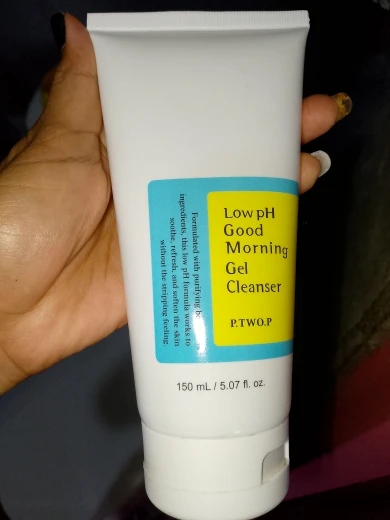 Low pH
Good
Morning
Gel
Cleanser
P.TWO.P
Formulated with purifying
ingredients, this low pH formula works to
soothe, refresh, and soften the skin
without the stripping feeling.
150 mL / 5.07 fl. oz.